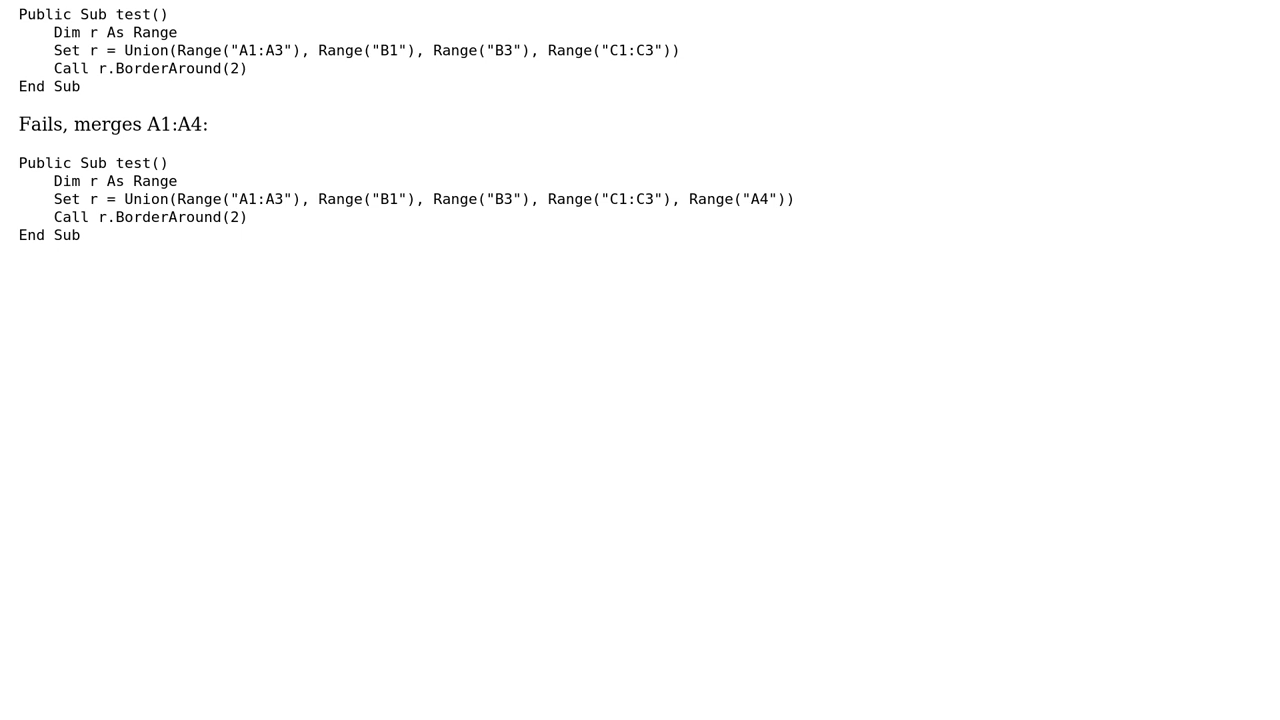 Public Sub test()
    Dim r As Range
    Set r = Union(Range("A1:A3"), Range("B1"), Range("B3"), Range("C1:C3"))
    Call r.BorderAround(2)
End Sub
Fails, merges A1:A4:
Public Sub test()
    Dim r As Range
    Set r = Union(Range("A1:A3"), Range("B1"), Range("B3"), Range("C1:C3"), Range("A4"))
    Call r.BorderAround(2)
End Sub